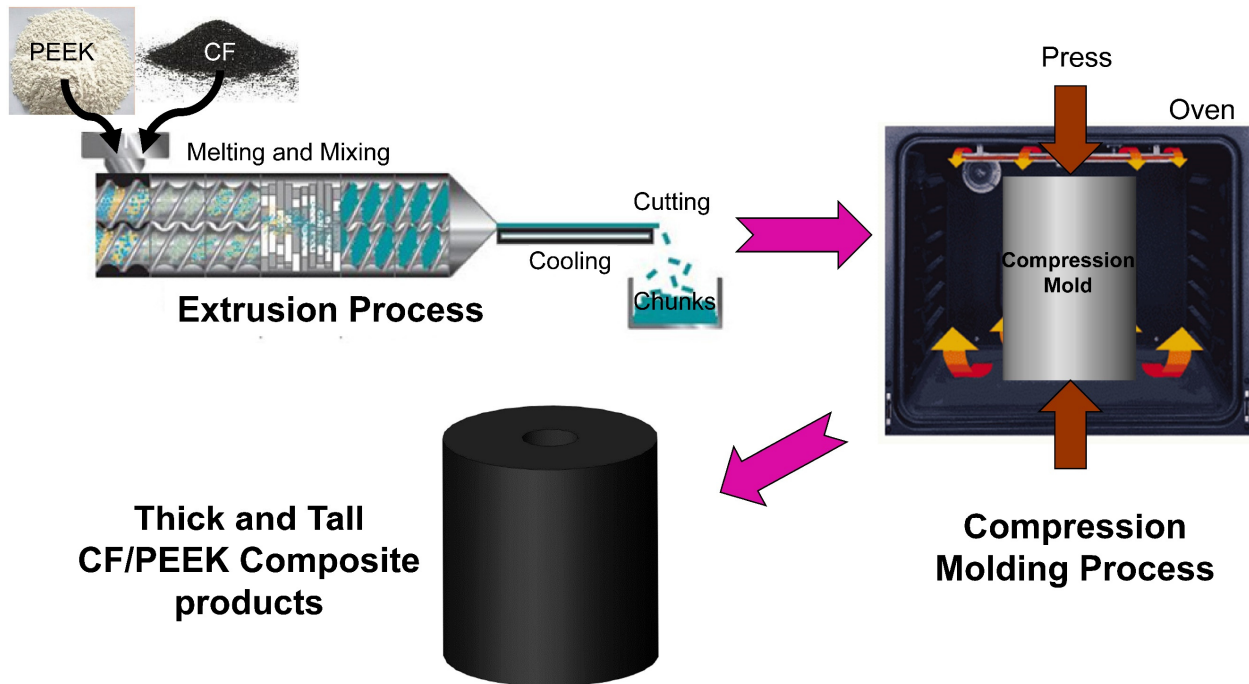 PEEK
CF
Melting and Mixing
Cutting
Cooling
Chunks
Extrusion Process
Press
Oven
Compression
Mold
Compression
Molding Process
Thick and Tall
CF/PEEK Composite
products